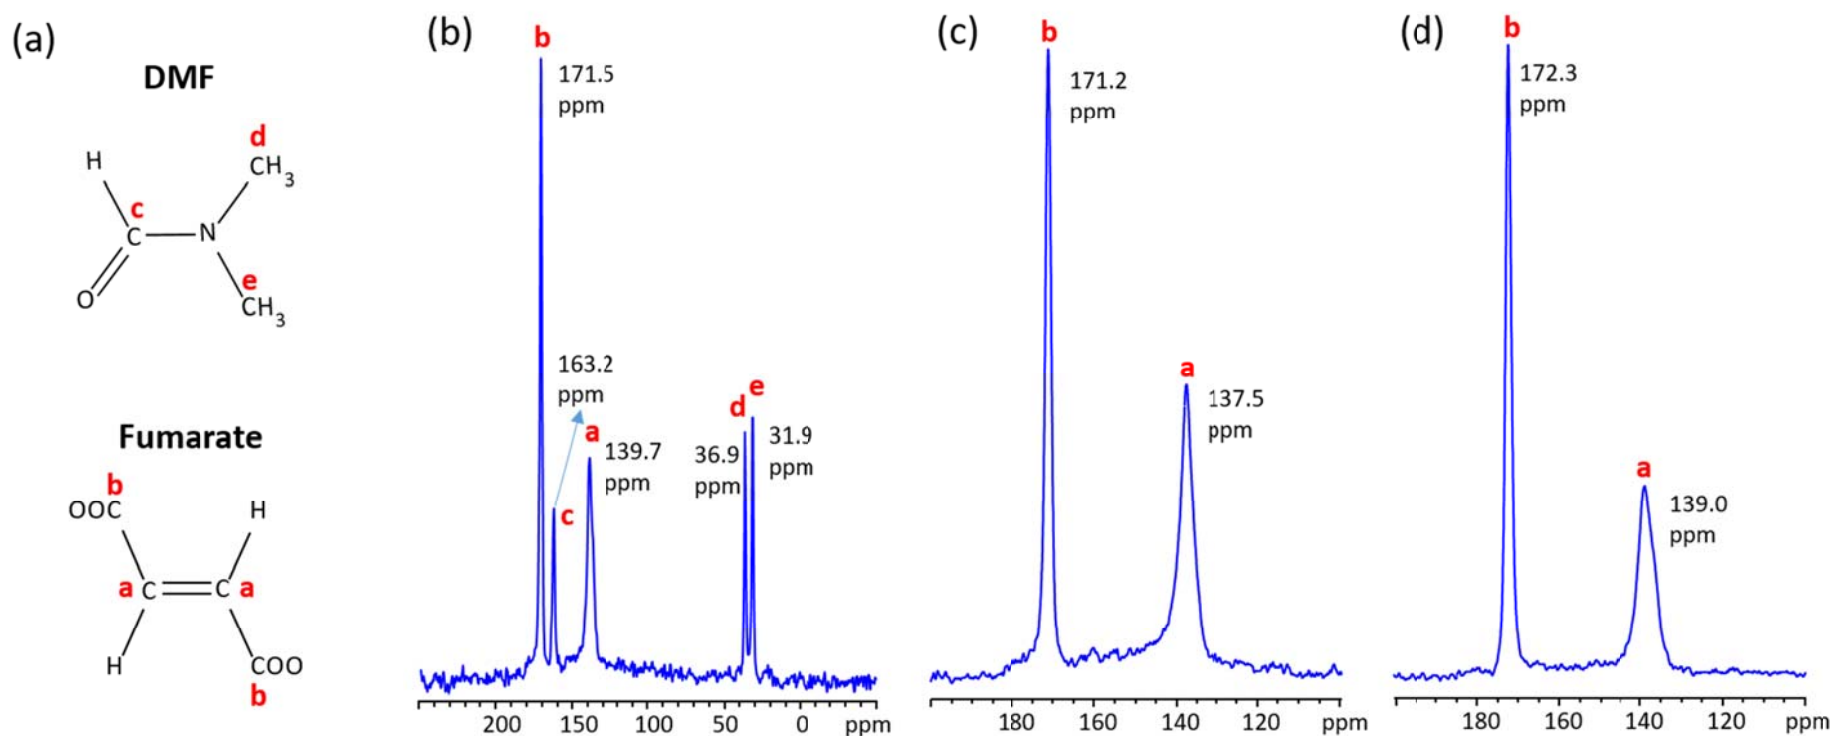 (a)
DMF
d
H
CH3
c
C
N
e
O
CH3
Fumarate
b
OOC
H
a
C
C
a
H
COO
b
(b)
b
171.5
ppm
163.2
ppm
e
d
a
139.7
ppm
36.9
ppm
31.9
ppm
c
200 150 100 50 0 ppm
(c)
b
171.2
ppm
a
137.5
ppm
180 160 140 120 ppm
(d)
b
172.3
ppm
a
139.0
ppm
180 160 140 120 ppm